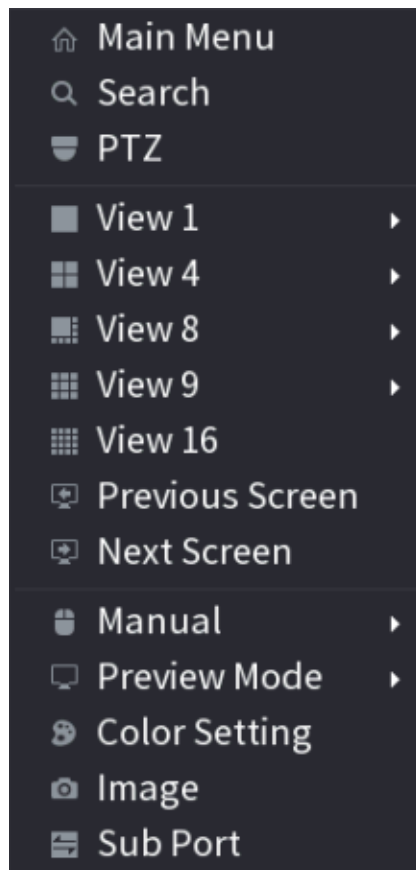 Main Menu
Search
PTZ
View 1
View 4
View 8
View 9
View 16
Previous Screen
Next Screen
Manual
Preview Mode
Color Setting
Image
Sub Port